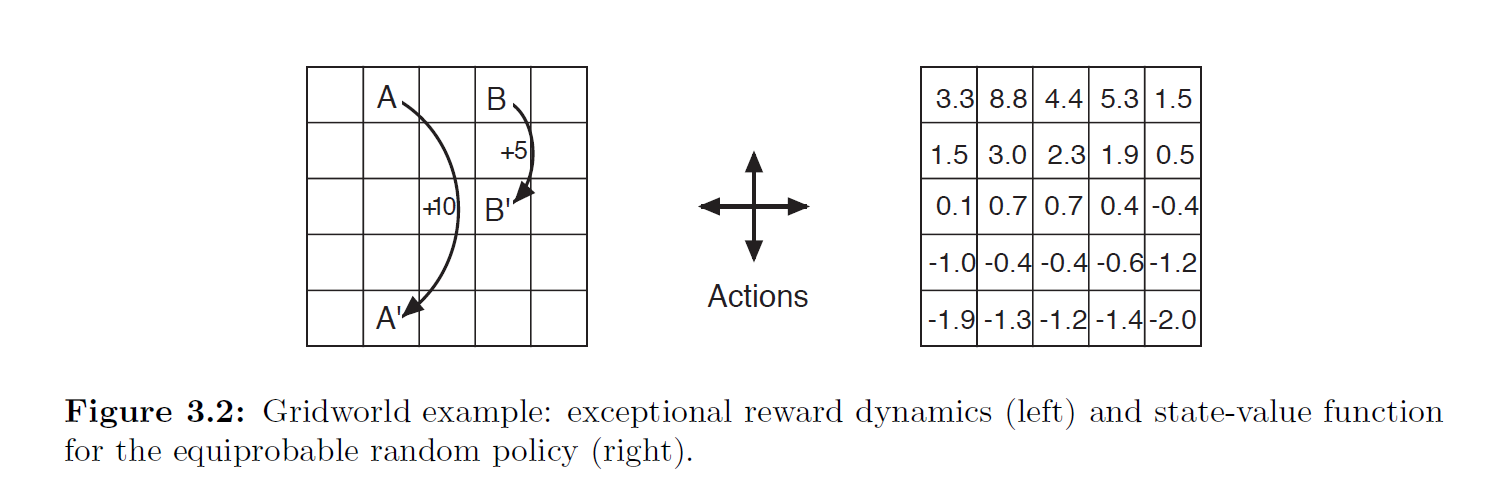 A B
+5
+10 B'
A'
Actions
3.3 8.8 4.4 5.3 1.5
1.5 3.0 2.3 1.9 0.5
0.1 0.7 0.7 0.4 -0.4
-1.0 -0.4 -0.4 -0.6 -1.2
-1.9 -1.3 -1.2 -1.4 -2.0
Figure 3.2: Gridworld example: exceptional reward dynamics (left) and state-value function
for the equiprobable random policy (right).